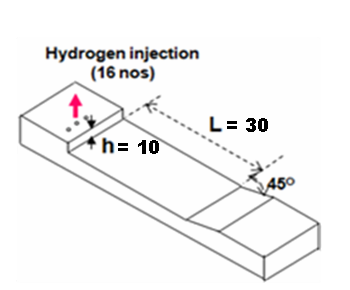 Hydrogen injection
(16 nos)
L = 30
h = 10
45°